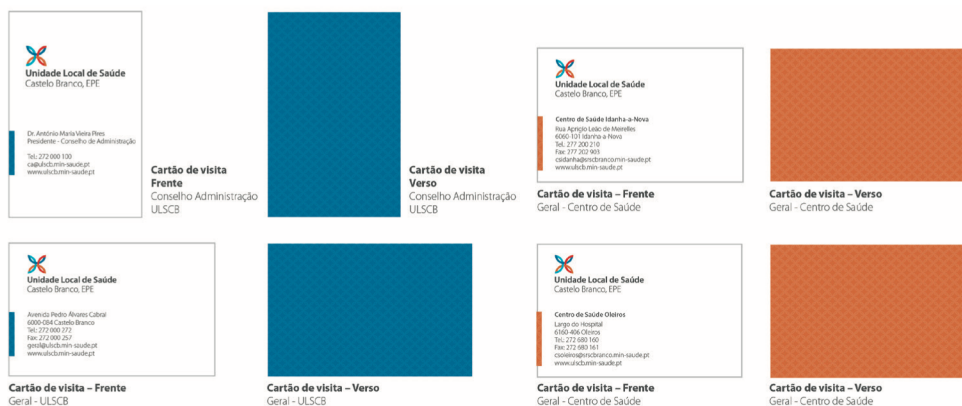 Unidade Local de Saúde
Castelo Branco, EPE
Dr. António Maria Vieira Pires
Presidente - Conselho de Administração
Tel.: 272 000 100
ca@ulscb.min-saude.pt
www.ulscb.min-saude.pt
Cartão de visita
Frente
Conselho Administração
ULSCB
Cartão de visita
Verso
Conselho Administração
ULSCB
Unidade Local de Saúde
Castelo Branco, EPE
Centro de Saúde Idanha-a-Nova
Rua Aprígio Leão de Meirelles
6060-101 Idanha-a-Nova
Tel.: 277 200 210
Fax: 277 202 903
csidanha@srscbranco.min-saude.pt
www.ulscb.min-saude.pt
Cartão de visita – Frente
Geral - Centro de Saúde
Cartão de visita – Verso
Geral - Centro de Saúde
Unidade Local de Saúde
Castelo Branco, EPE
Avenida Pedro Álvares Cabral
6000-084 Castelo Branco
Tel.: 272 000 272
Fax: 272 000 257
geral@ulscb.min-saude.pt
www.ulscb.min-saude.pt
Cartão de visita – Frente
Geral - ULSCB
Cartão de visita – Verso
Geral - ULSCB
Unidade Local de Saúde
Castelo Branco, EPE
Centro de Saúde Oleiros
Largo do Hospital
6160-406 Oleiros
Tel.: 272 680 160
Fax: 272 680 161
csoleiros@srscbranco.min-saude.pt
www.ulscb.min-saude.pt
Cartão de visita – Frente
Geral - Centro de Saúde
Cartão de visita – Verso
Geral - Centro de Saúde